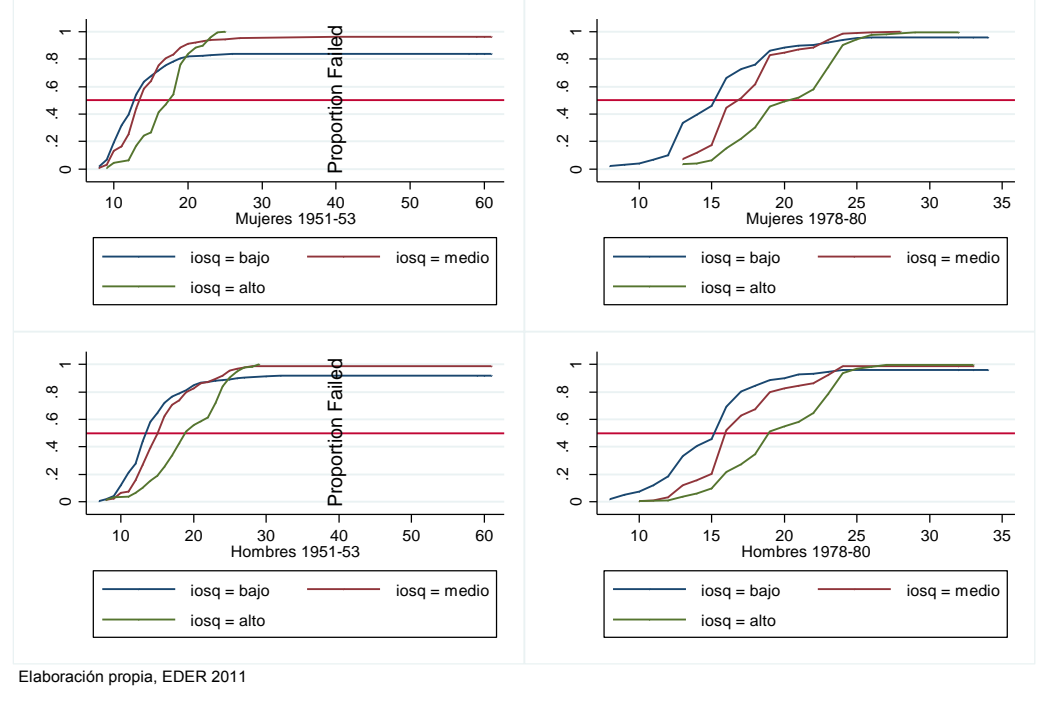 0 .2 .4 .6 .8 1
Proportion Failed
10 20 30 40 50 60
Mujeres 1951-53
iosq = bajo iosq = medio
iosq = alto
0 .2 .4 .6 .8 1
10 15 20 25 30 35
Mujeres 1978-80
iosq = bajo iosq = medio
iosq = alto
0 .2 .4 .6 .8 1
Proportion Failed
10 20 30 40 50 60
Hombres 1951-53
iosq = bajo iosq = medio
iosq = alto
0 .2 .4 .6 .8 1
10 15 20 25 30 35
Hombres 1978-80
iosq = bajo iosq = medio
iosq = alto
Elaboración propia, EDER 2011